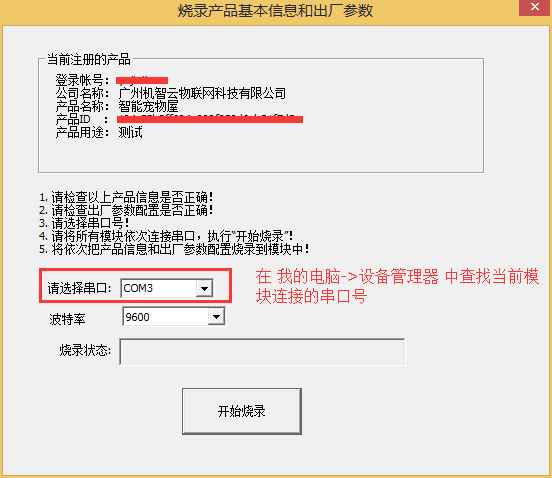 烧录产品基本信息和出厂参数
当前注册的产品
登录帐号:
公司名称: 广州机智云物联网科技有限公司
产品名称: 智能宠物屋
产品ID :
产品用途: 测试
1. 请检查以上产品信息是否正确!
2. 请检查出厂参数配置是否正确!
3. 请选择串口号!
4. 请将所有模块依次连接串口，执行"开始烧录"!
5. 将依次把产品信息和出厂参数配置烧录到模块中!
请选择串口: COM3
在 我的电脑->设备管理器 中查找当前模
块连接的串口号
波特率 9600
烧录状态:
开始烧录